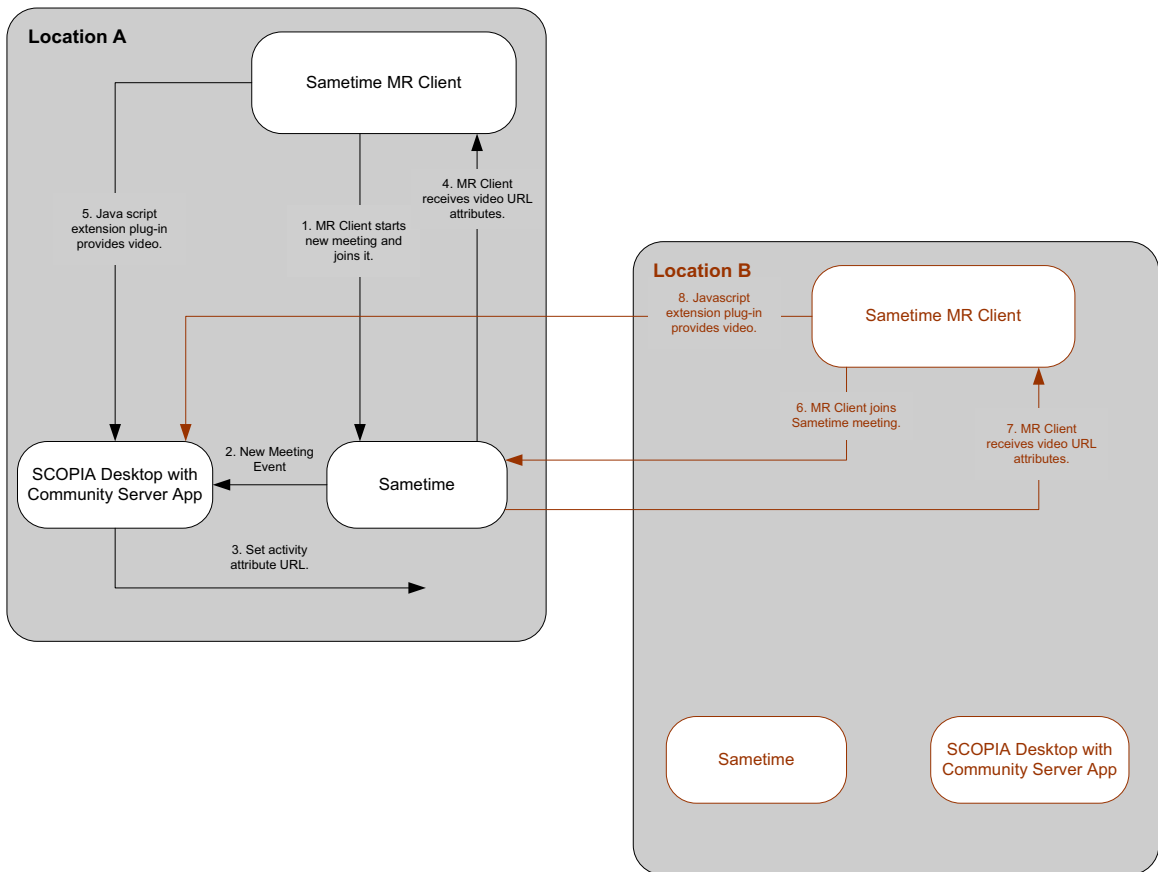 Location A
Sametime MR Client
4. MR Client
receives video URL
attributes.
5. Java script
extension plug-in
provides video.
1. MR Client starts
new meeting and
joins it.
2. New Meeting
Event
SCOPIA Desktop with
Community Server App
Sametime
3. Set activity
attribute URL.
Location B
8. Javascript
extension plug-in
provides video.
Sametime MR Client
6. MR Client joins
Sametime meeting.
7. MR Client
receives video URL
attributes.
Sametime
SCOPIA Desktop with
Community Server App